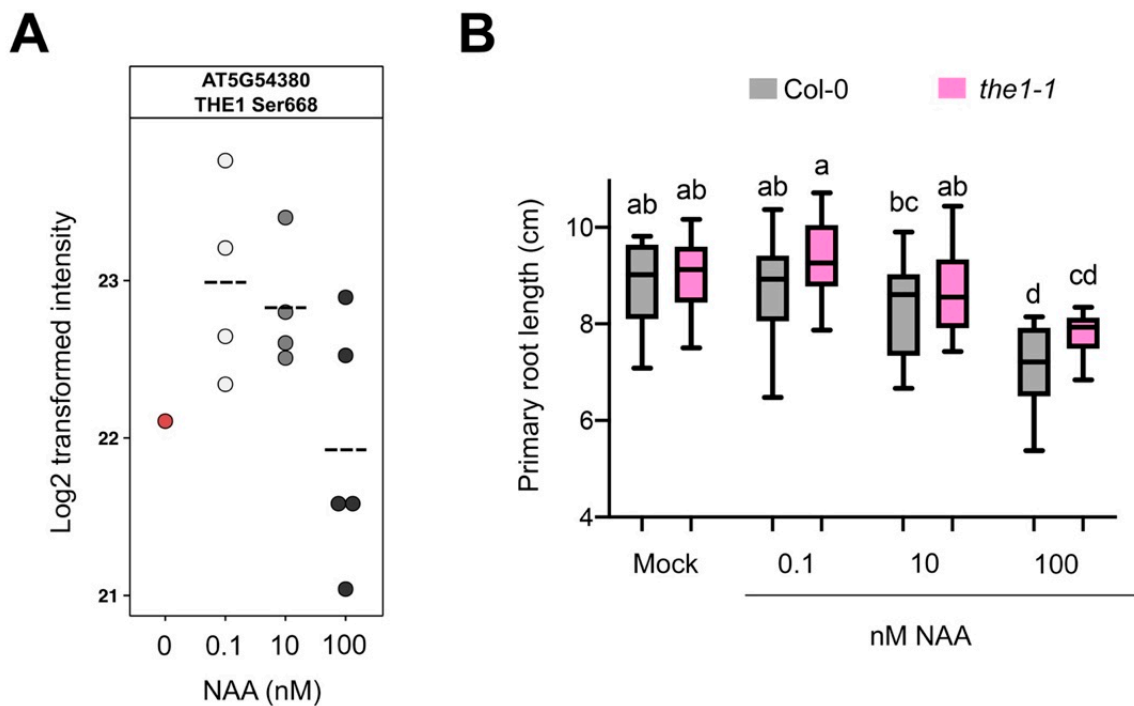 A
AT5G54380
THE1 Ser668
Log2 transformed intensity
23
22
21
0 0.1 10 100
NAA (nM)
B
Col-0 the1-1
Primary root length (cm)
10
8
6
4
ab ab ab a bc ab d cd
Mock 0.1 10 100
nM NAA